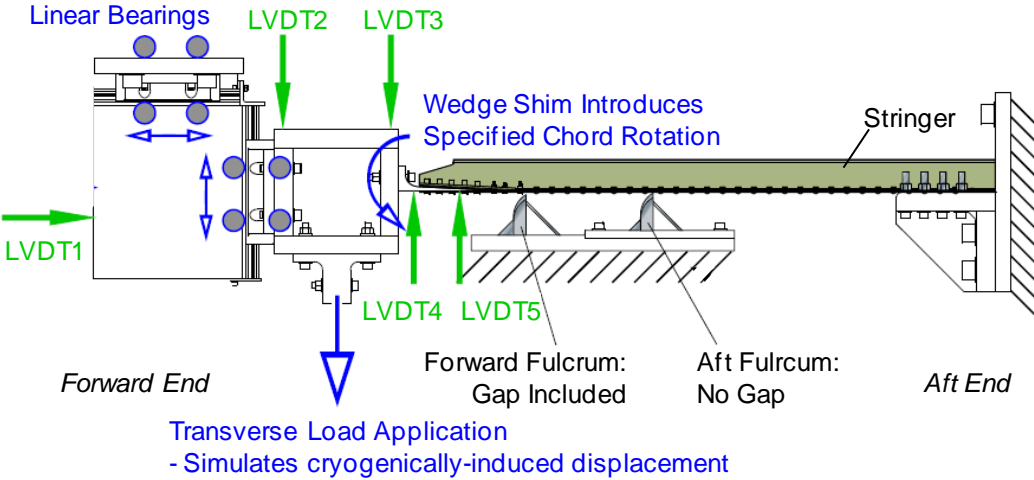 Linear Bearings
LVDT2
LVDT3
Wedge Shim Introduces
Specified Chord Rotation
Stringer
LVDT1
LVDT4
LVDT5
Forward Fulcrum:
Gap Included
Aft Fulrcum:
No Gap
Forward End
Aft End
Transverse Load Application
- Simulates cryogenically-induced displacement